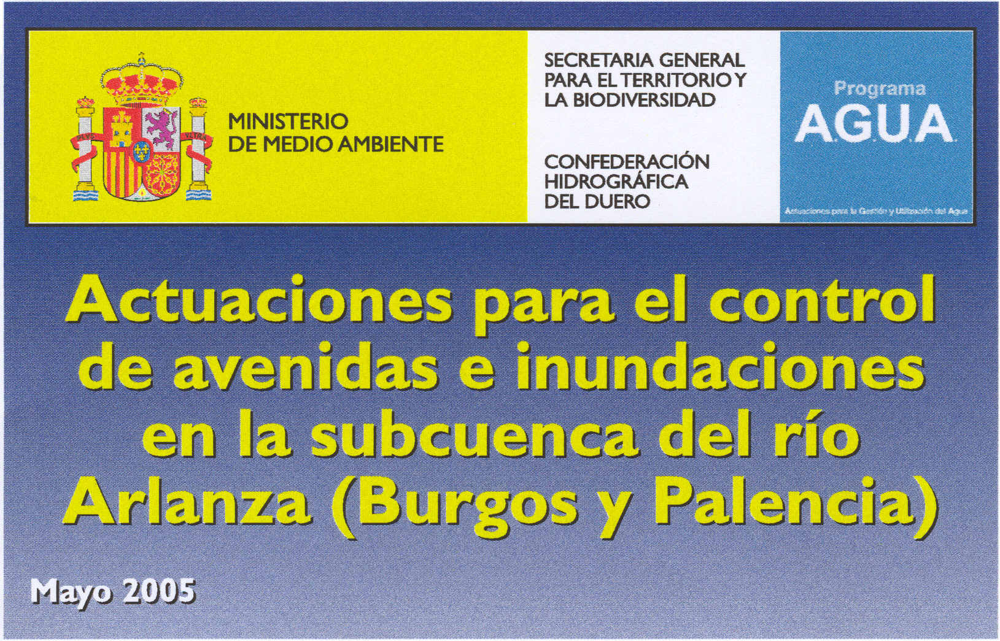 MINISTERIO
DE MEDIO AMBIENTE
SECRETARIA GENERAL
PARA EL TERRITORIO Y
LA BIODIVERSIDAD
CONFEDERACIÓN
HIDROGRÁFICA
DEL DUERO
Programa
A.G.U.A.
Actuaciones para la Gestión y Utilización del Agua
Actuaciones para el control
de avenidas e inundaciones
en la subcuenca del río
Arlanza (Burgos y Palencia)
Mayo 2005